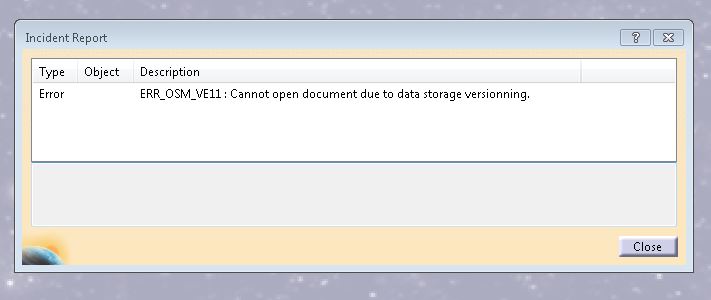 Incident Report
Type Object Description
Error ERR_OSM_VE11 : Cannot open document due to data storage versionning.
Close